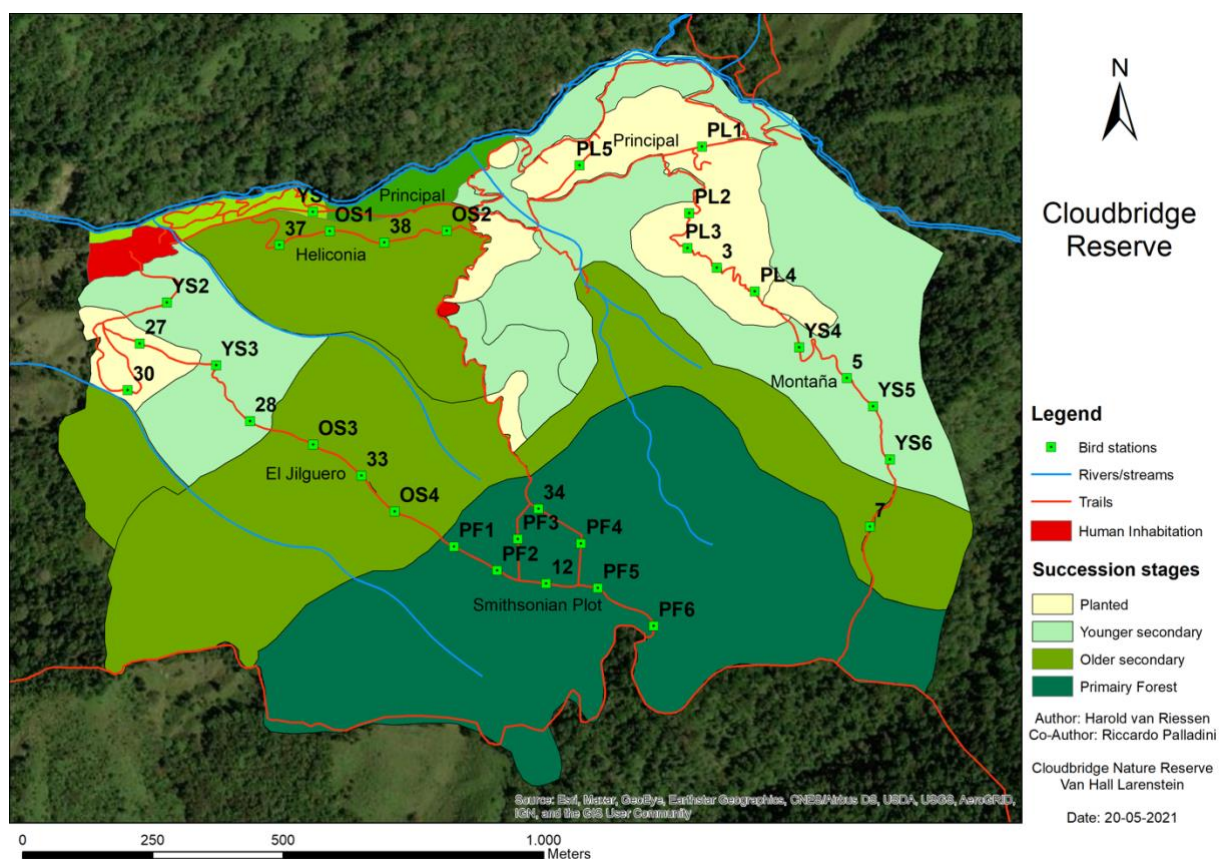 N
Cloudbridge
Reserve
Principal
PL1
PL5
PL2
PL3
3
PL4
Principal
YS1
OS1
OS2
37
38
Heliconia
YS2
27
YS3
30
28
YS4
5
Montaña
YS5
YS6
7
OS3
33
El Jilguero
OS4
34
PF3
PF4
PF1
PF2
12
PF5
Smithsonian Plot
PF6
Legend
Bird stations
Rivers/streams
Trails
Human Inhabitation
Succession stages
Planted
Younger secondary
Older secondary
Primairy Forest
Author: Harold van Riessen
Co-Author: Riccardo Palladini
Cloudbridge Nature Reserve
Van Hall Larenstein
Date: 20-05-2021
Source: Esri, Maxar, GeoEye, Earthstar Geographics, CNES/Airbus DS, USDA, USGS, AeroGRID,
IGN, and the GIS User Community
0 250 500 1.000
Meters